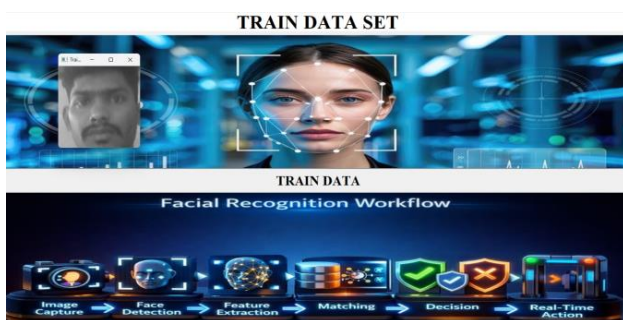 TRAIN DATA SET
Trai...
TRAIN DATA
Facial Recognition Workflow
Image Capture
Face Detection
Feature Extraction
Matching
Decision
Real-Time Action